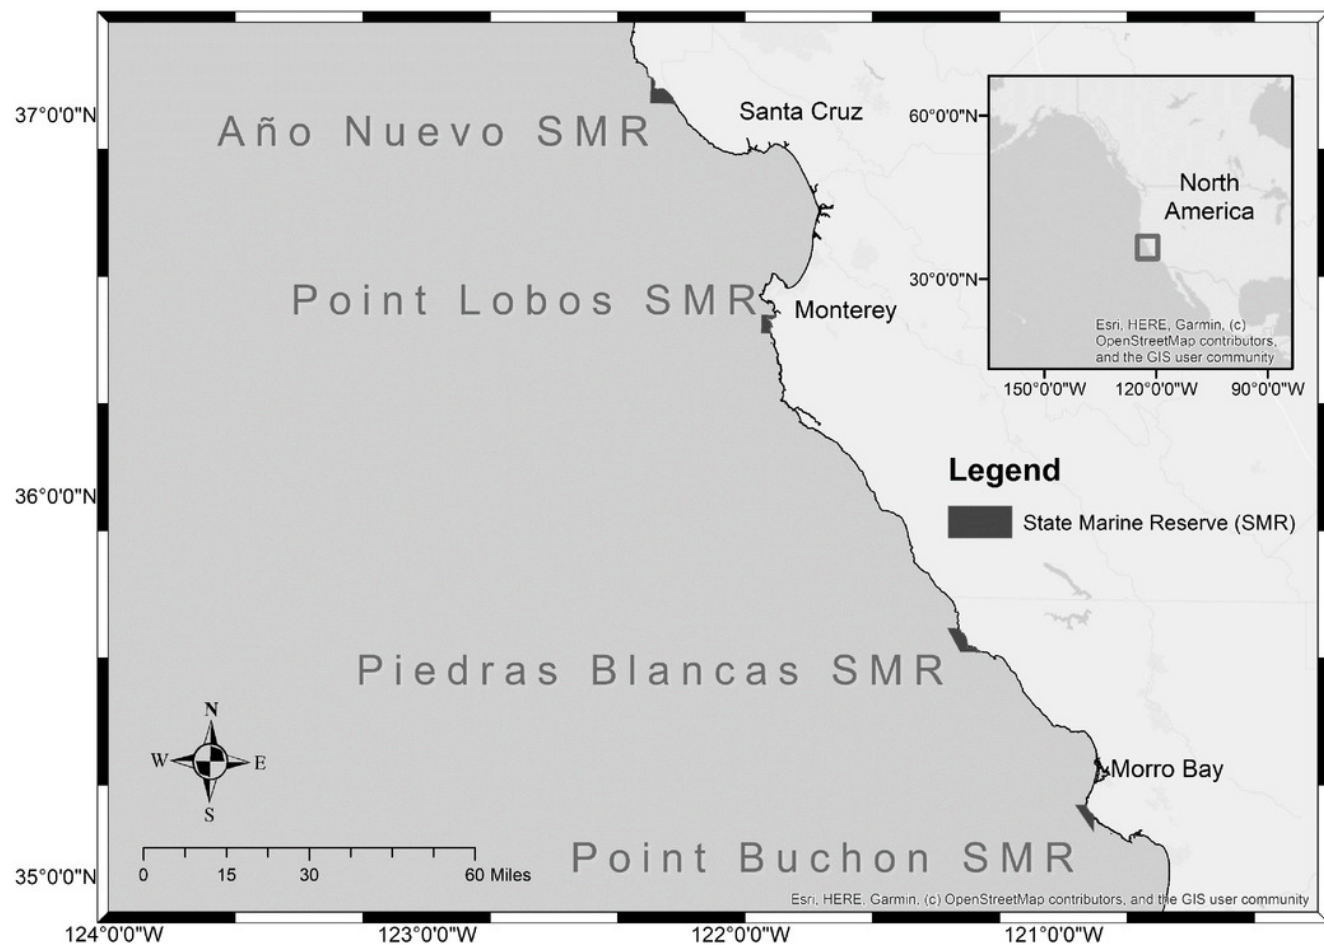 37°0'0"N
36°0'0"N
35°0'0"N
124°0'0"W
123°0'0"W
122°0'0"W
121°0'0"W
Año Nuevo SMR
Santa Cruz
Point Lobos SMR
Monterey
Piedras Blancas SMR
Morro Bay
Point Buchon SMR
60°0'0"N
30°0'0"N
North
America
Esri, HERE, Garmin, (c)
OpenStreetMap contributors,
and the GIS user community
150°0'0"W
120°0'0"W
90°0'0"W
Legend
State Marine Reserve (SMR)
N
W
E
S
0
15
30
60 Miles
Esri, HERE, Garmin, (c) OpenStreetMap contributors, and the GIS user community